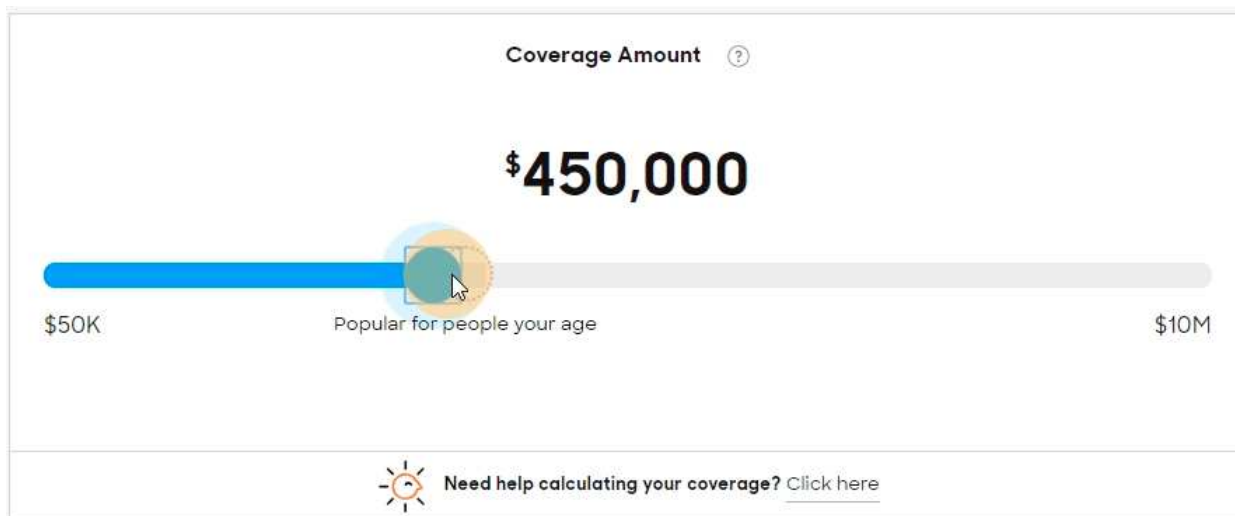 Coverage Amount ?
$450,000
$50K Popular for people your age $10M
Need help calculating your coverage? Click here